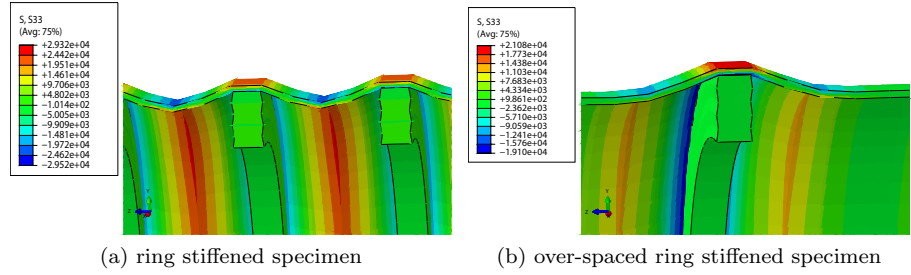 S, S33
(Avg: 75%)
+2.932e+04
+2.442e+04
+1.951e+04
+1.461e+04
+9.706e+03
+4.802e+03
−1.014e+02
−5.005e+03
−9.909e+03
−1.481e+04
−1.972e+04
−2.462e+04
−2.952e+04
Y
Z
(a) ring stiffened specimen
S, S33
(Avg: 75%)
+2.108e+04
+1.773e+04
+1.438e+04
+1.103e+04
+7.683e+03
+4.334e+03
+9.861e+02
−2.362e+03
−5.710e+03
−9.059e+03
−1.241e+04
−1.576e+04
−1.910e+04
Y
Z
(b) over-spaced ring stiffened specimen